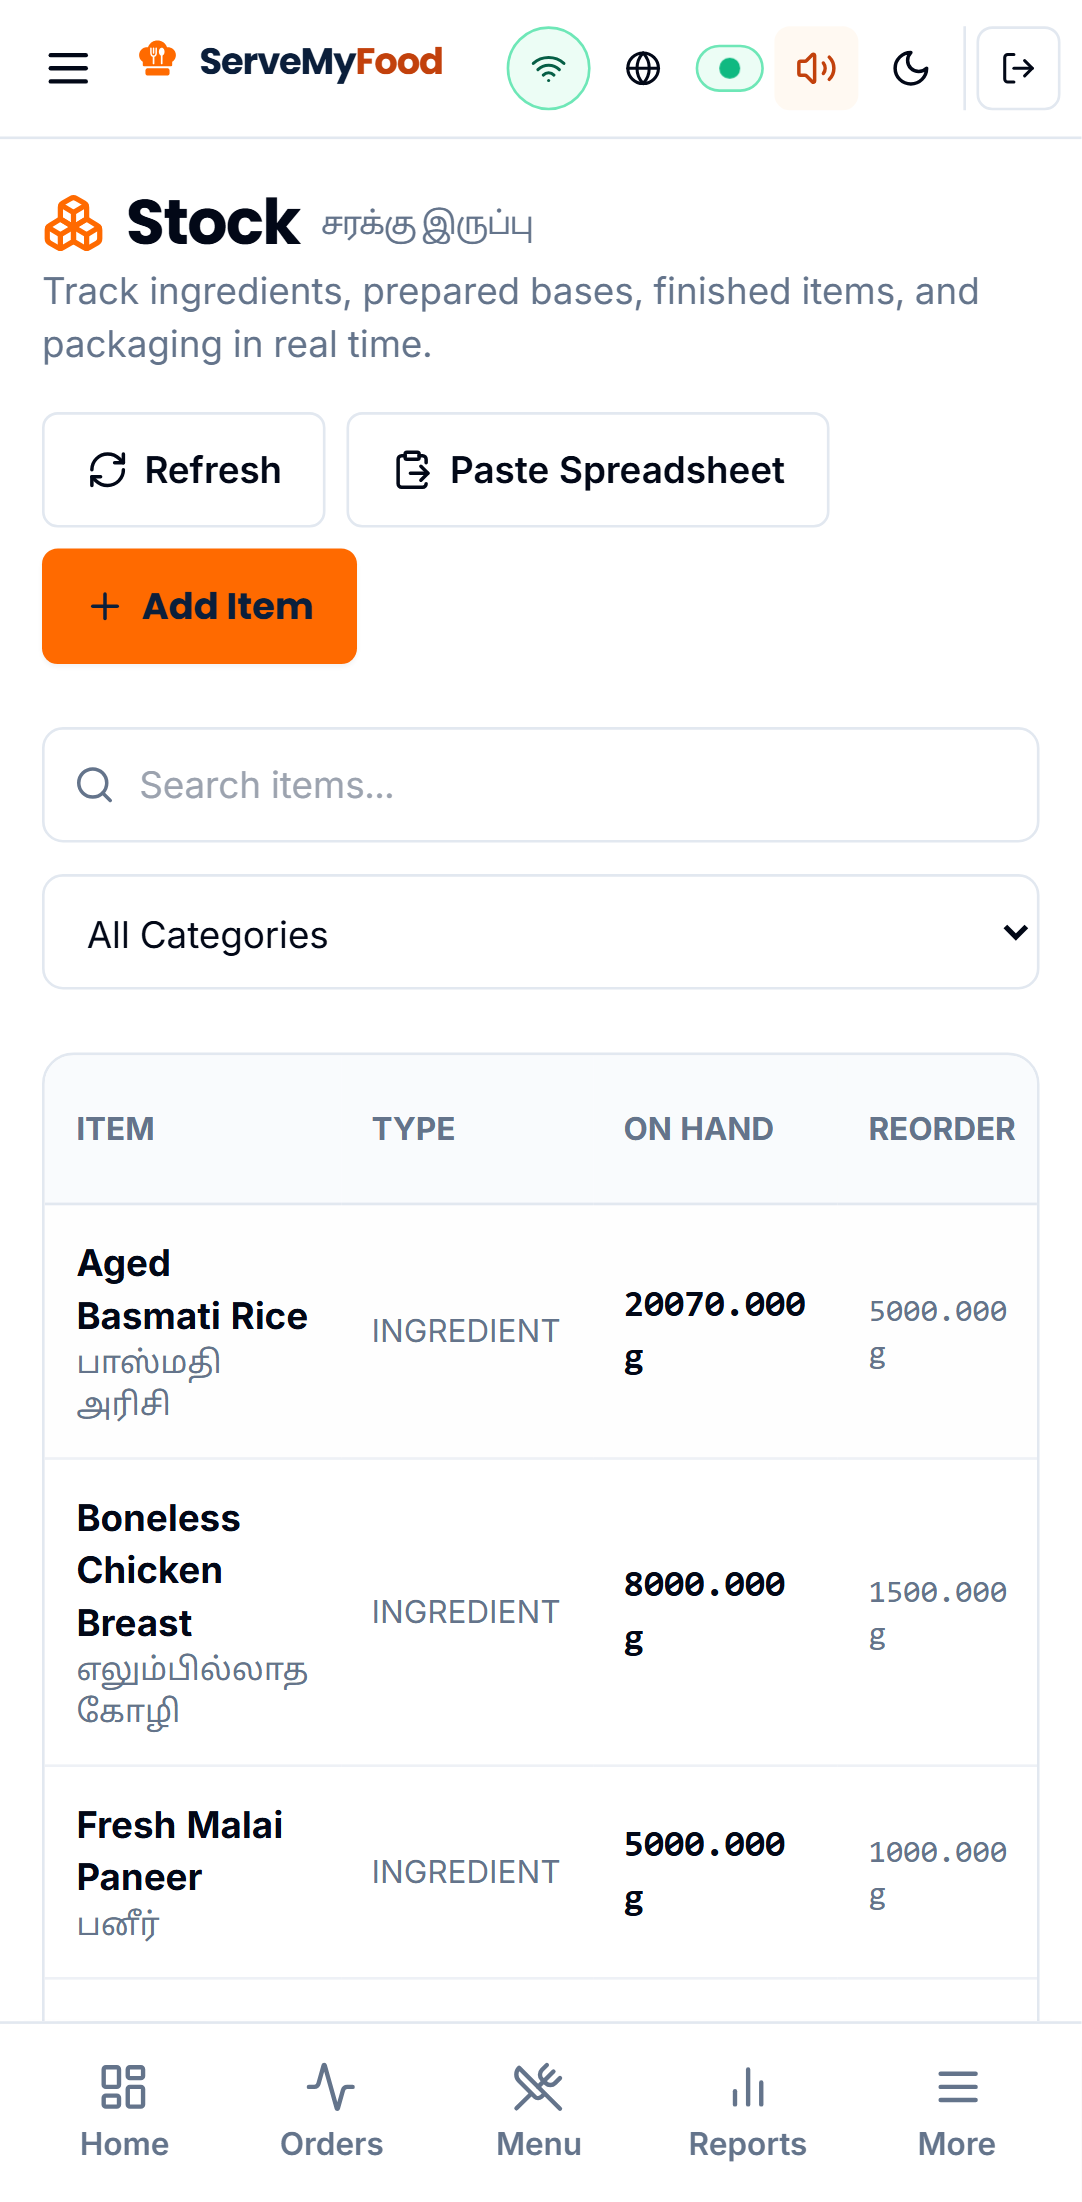 ServeMyFood
Stock சரக்கு இருப்பு
Track ingredients, prepared bases, finished items, and
packaging in real time.
Refresh
Paste Spreadsheet
Add Item
Search items...
All Categories
ITEM TYPE ON HAND REORDER
Aged
Basmati Rice
பாஸ்மதி
அரிசி
INGREDIENT
20070.000
g
5000.000
g
Boneless
Chicken
Breast
எலும்பில்லாத
கோழி
INGREDIENT
8000.000
g
1500.000
g
Fresh Malai
Paneer
பனீர்
INGREDIENT
5000.000
g
1000.000
g
Home Orders Menu Reports More